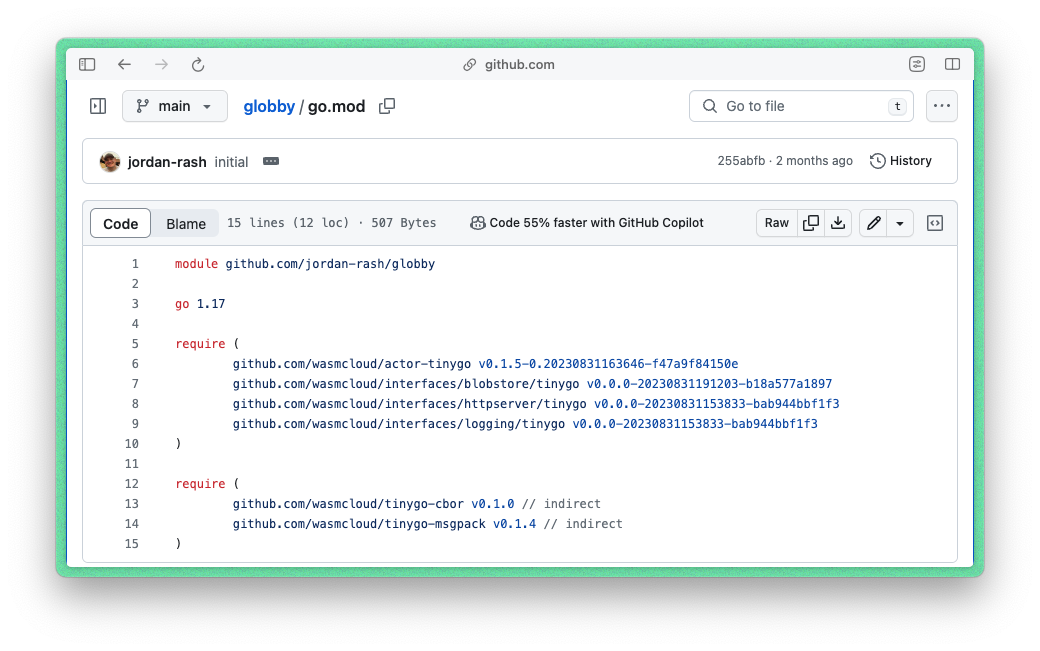 github.com
main
globby / go.mod
Go to file
t
jordan-rash initial
255abfb · 2 months ago
History
Code
Blame
15 lines (12 loc) · 507 Bytes
Code 55% faster with GitHub Copilot
Raw
1 module github.com/jordan-rash/globby
2
3 go 1.17
4
5 require (
6 github.com/wasmcloud/actor-tinygo v0.1.5-0.20230831163646-f47a9f84150e
7 github.com/wasmcloud/interfaces/blobstore/tinygo v0.0.0-20230831191203-b18a577a1897
8 github.com/wasmcloud/interfaces/httpserver/tinygo v0.0.0-20230831153833-bab944bbf1f3
9 github.com/wasmcloud/interfaces/logging/tinygo v0.0.0-20230831153833-bab944bbf1f3
10 )
11
12 require (
13 github.com/wasmcloud/tinygo-cbor v0.1.0 // indirect
14 github.com/wasmcloud/tinygo-msgpack v0.1.4 // indirect
15 )